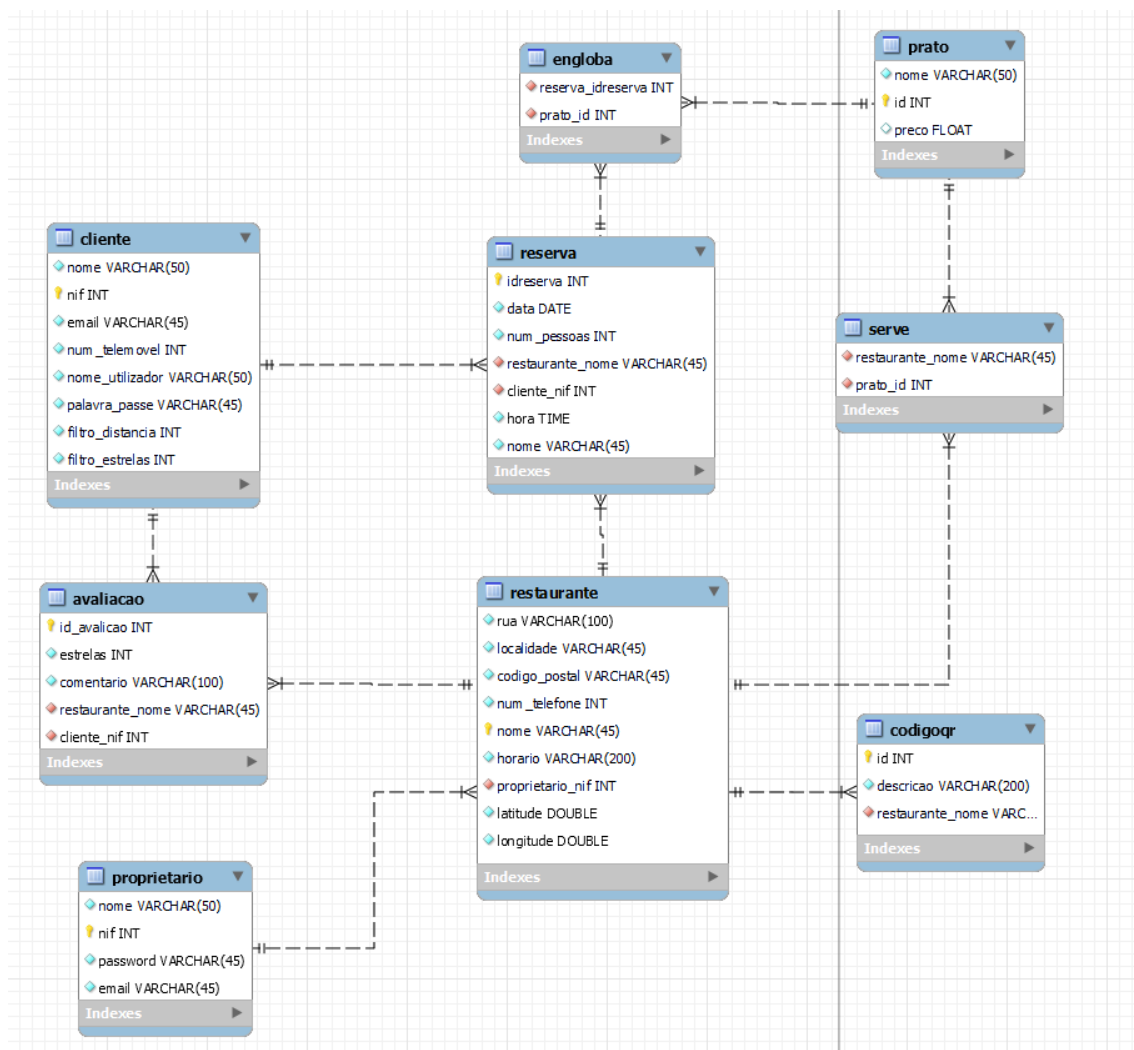 engloba
reserva_idreserva INT
prato_id INT
Indexes
prato
nome VARCHAR(50)
id INT
preco FLOAT
Indexes
cliente
nome VARCHAR(50)
nif INT
email VARCHAR(45)
num_telemovel INT
nome_utilizador VARCHAR(50)
palavra_passe VARCHAR(45)
filtro_distancia INT
filtro_estrelas INT
Indexes
reserva
idreserva INT
data DATE
num_pessoas INT
restaurante_nome VARCHAR(45)
cliente_nif INT
hora TIME
nome VARCHAR(45)
Indexes
serve
restaurante_nome VARCHAR(45)
prato_id INT
Indexes
avaliacao
id_avalicao INT
estrelas INT
comentario VARCHAR(100)
restaurante_nome VARCHAR(45)
cliente_nif INT
Indexes
restaurante
rua VARCHAR(100)
localidade VARCHAR(45)
codigo_postal VARCHAR(45)
num_telefone INT
nome VARCHAR(45)
horario VARCHAR(200)
proprietario_nif INT
latitude DOUBLE
longitude DOUBLE
Indexes
codigoqr
id INT
descricao VARCHAR(200)
restaurante_nome VARC...
Indexes
proprietario
nome VARCHAR(50)
nif INT
password VARCHAR(45)
email VARCHAR(45)
Indexes